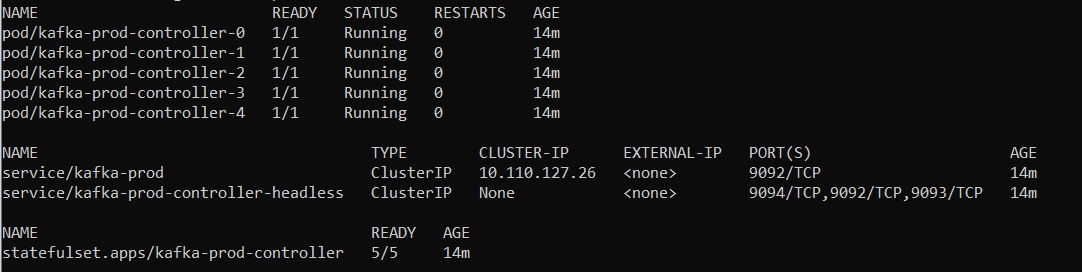 NAME READY STATUS RESTARTS AGE
pod/kafka-prod-controller-0 1/1 Running 0 14m
pod/kafka-prod-controller-1 1/1 Running 0 14m
pod/kafka-prod-controller-2 1/1 Running 0 14m
pod/kafka-prod-controller-3 1/1 Running 0 14m
pod/kafka-prod-controller-4 1/1 Running 0 14m
NAME TYPE CLUSTER-IP EXTERNAL-IP PORT(S) AGE
service/kafka-prod ClusterIP 10.110.127.26 <none> 9092/TCP 14m
service/kafka-prod-controller-headless ClusterIP None <none> 9094/TCP,9092/TCP,9093/TCP 14m
NAME READY AGE
statefulset.apps/kafka-prod-controller 5/5 14m